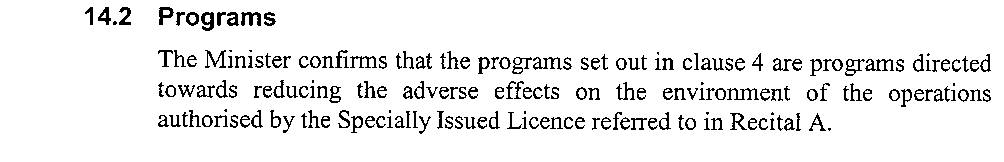 14.2 Programs
The Minister confirms that the programs set out in clause 4 are programs directed
towards reducing the adverse effects on the environment of the operations
authorised by the Specially Issued Licence referred to in Recital A.